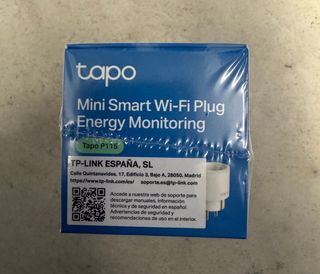 tapo
Mini Smart Wi-Fi Plug
Energy Monitoring
Tapo P115
TP-LINK ESPAÑA, SL
Calle Quintanavides, 17, Edificio 3, Bajo A, 28050, Madrid
https://www.tp-link.com/es/ soporte.es@tp-link.com
Accede a nuestra web de soporte para
descargar manuales, información
técnica y de seguridad en español.
Advertencias de seguridad y
recomendaciones de uso en el interior.